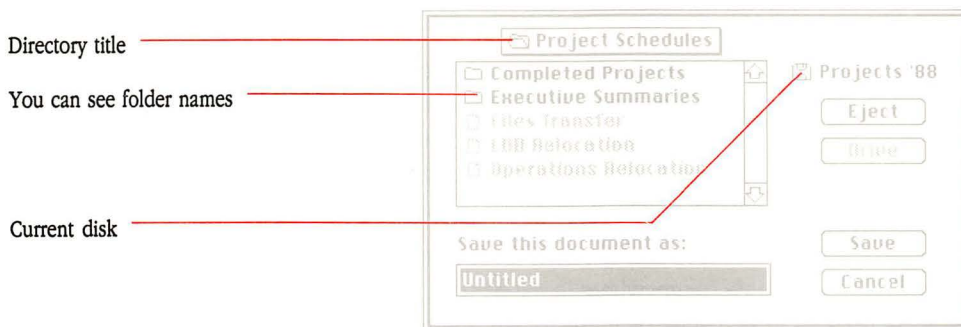 Directory title
Project Schedules
Completed Projects
Projects '88
You can see folder names
Executive Summaries
Eject
Files Transfer
EDD Relocation
Drive
Operations Relocation
Current disk
Save this document as:
Save
Untitled
Cancel